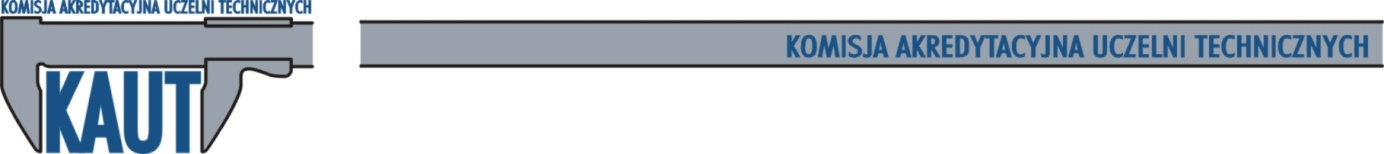 KOMISJA AKREDYTACYJNA UCZELNI TECHNICZNYCH
KAUT
KOMISJA AKREDYTACYJNA UCZELNI TECHNICZNYCH